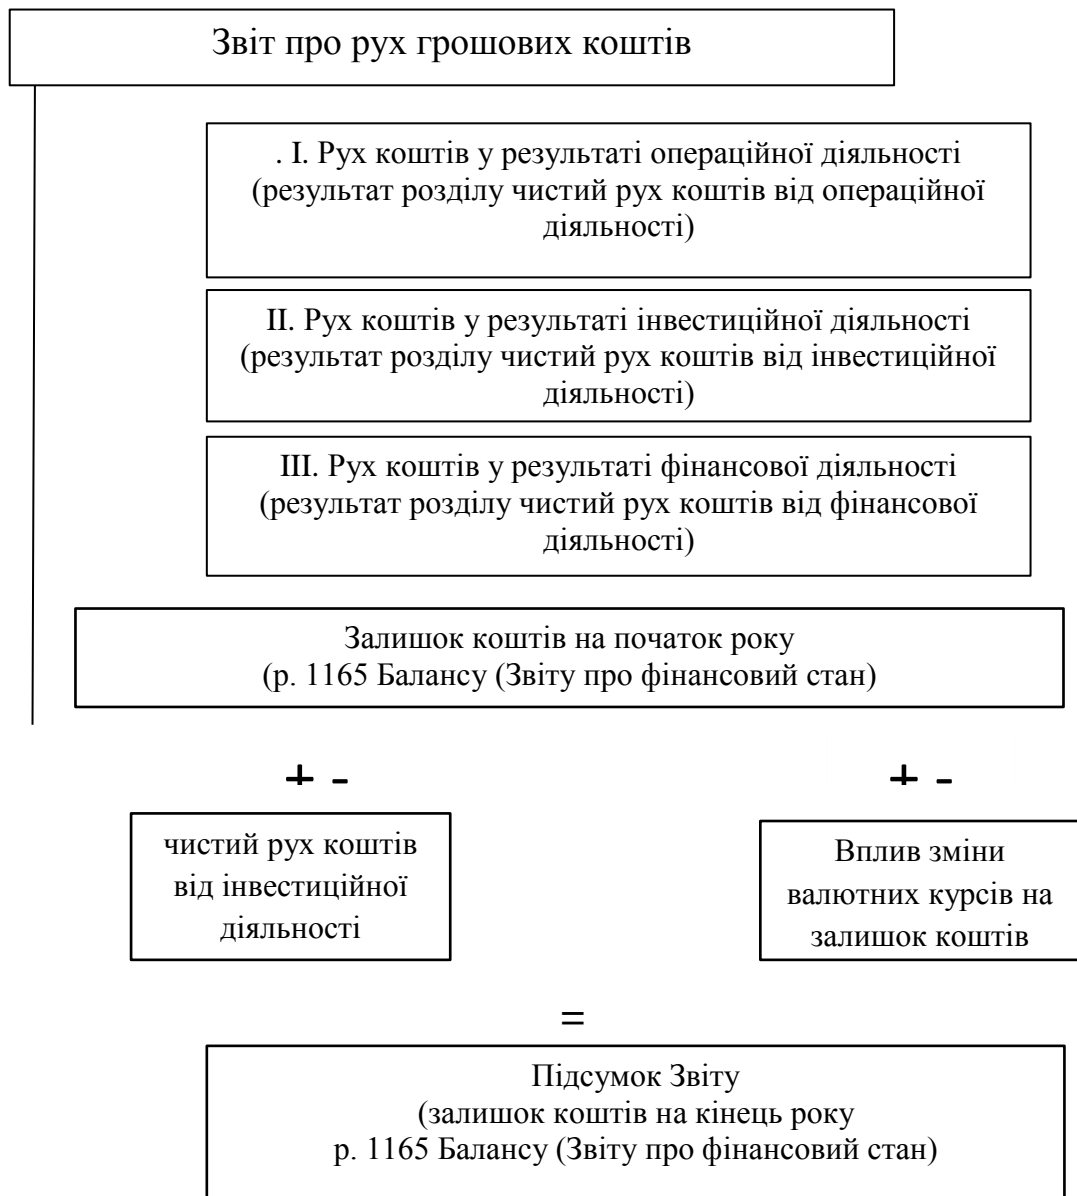 Звіт про рух грошових коштів
. І. Рух коштів у результаті операційної діяльності
(результат розділу чистий рух коштів від операційної
діяльності)
ІІ. Рух коштів у результаті інвестиційної діяльності
(результат розділу чистий рух коштів від інвестиційної
діяльності)
ІІІ. Рух коштів у результаті фінансової діяльності
(результат розділу чистий рух коштів від фінансової
діяльності)
Залишок коштів на початок року
(р. 1165 Балансу (Звіту про фінансовий стан)
+ -
+ -
чистий рух коштів
від інвестиційної
діяльності
Вплив зміни
валютних курсів на
залишок коштів
=
Підсумок Звіту
(залишок коштів на кінець року
р. 1165 Балансу (Звіту про фінансовий стан)